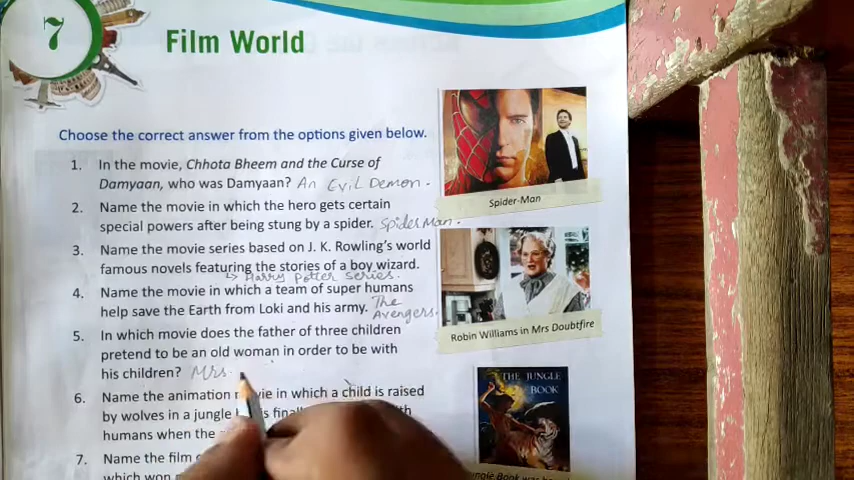 7
Film World
Choose the correct answer from the options given below.
1. In the movie, Chhota Bheem and the Curse of
Damyaan, who was Damyaan? An Evil Demon.
2. Name the movie in which the hero gets certain
special powers after being stung by a spider. Spider Man.
3. Name the movie series based on J. K. Rowling's world
famous novels featuring the stories of a boy wizard.
Harry Potter series.
4. Name the movie in which a team of super humans
help save the Earth from Loki and his army. The
Avengers.
5. In which movie does the father of three children
pretend to be an old woman in order to be with
his children? Mrs.
6. Name the animation movie in which a child is raised
by wolves in a jungle
humans when the
7. Name the film
which won
Spider-Man
Robin Williams in Mrs Doubtfire
THE JUNGLE
BOOK
Jungle Book was